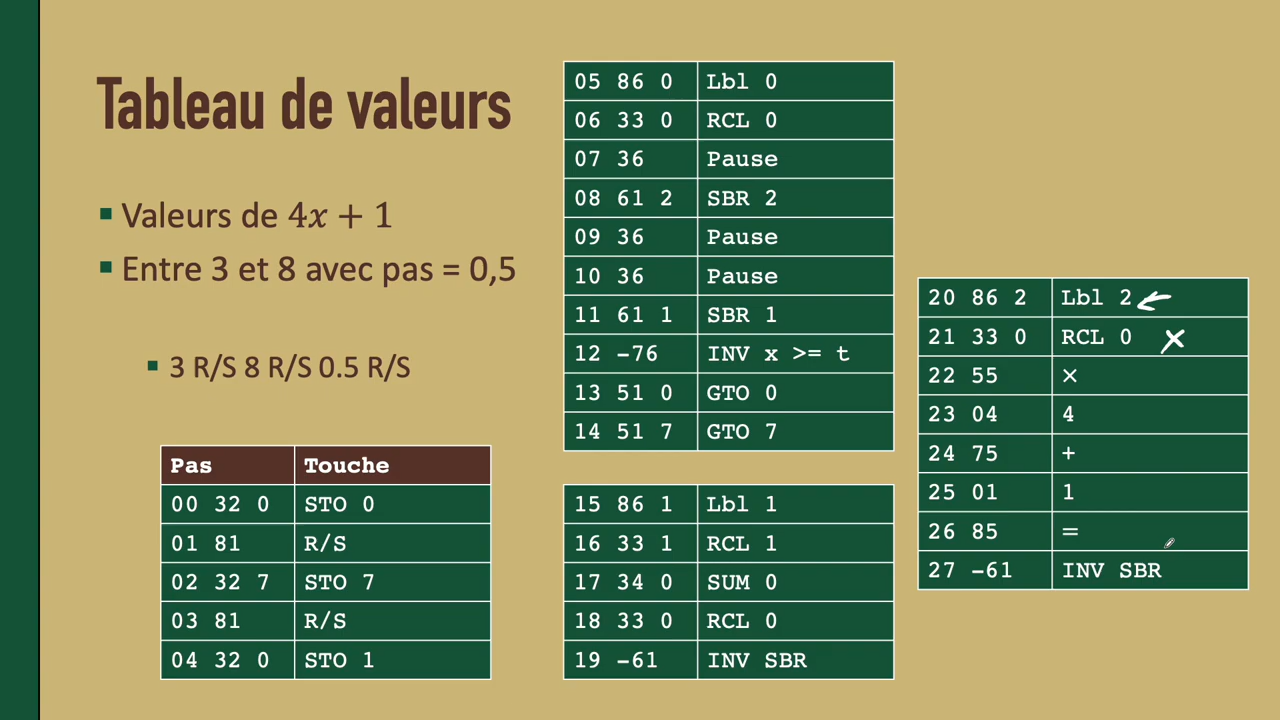 Tableau de valeurs
Valeurs de 4x + 1
Entre 3 et 8 avec pas = 0,5
3 R/S 8 R/S 0.5 R/S
Pas Touche
00 32 0 STO 0
01 81 R/S
02 32 7 STO 7
03 81 R/S
04 32 0 STO 1
05 86 0 Lbl 0
06 33 0 RCL 0
07 36 Pause
08 61 2 SBR 2
09 36 Pause
10 36 Pause
11 61 1 SBR 1
12 -76 INV x >= t
13 51 0 GTO 0
14 51 7 GTO 7
15 86 1 Lbl 1
16 33 1 RCL 1
17 34 0 SUM 0
18 33 0 RCL 0
19 -61 INV SBR
20 86 2 Lbl 2
21 33 0 RCL 0 x
22 55 ×
23 04 4
24 75 +
25 01 1
26 85 =
27 -61 INV SBR